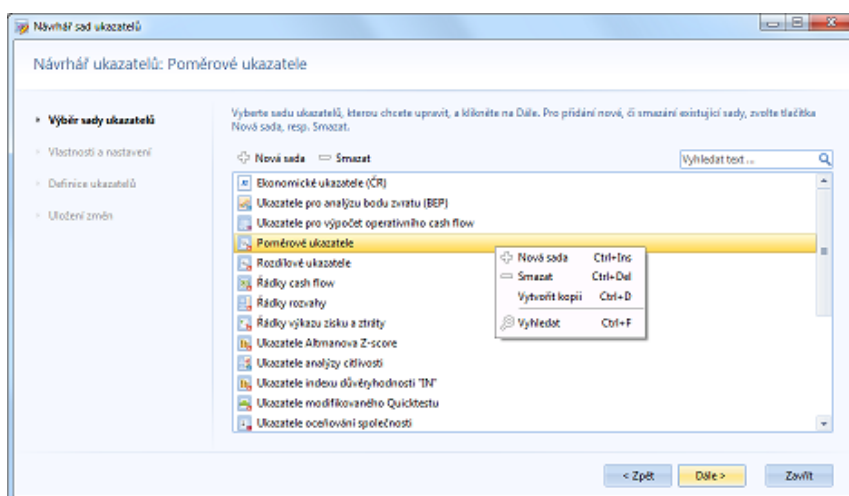 Návrhář sad ukazatelů
Návrhář ukazatelů: Poměrové ukazatele
Výběr sady ukazatelů
Vlastnosti a nastavení
Definice ukazatelů
Uložení změn
Vyberte sadu ukazatelů, kterou chcete upravit, a klikněte na Dále. Pro přidání nové, či smazání existující sady, zvolte tlačítka
Nová sada, resp. Smazat.
Nová sada Smazat
Vyhledat text ...
Ekonomické ukazatele (ČR)
Ukazatele pro analýzu bodu zvratu (BEP)
Ukazatele pro výpočet operativního cash flow
Poměrové ukazatele
Rozdílové ukazatele
Řádky cash flow
Řádky rozvahy
Řádky výkazu zisku a ztráty
Ukazatele Altmanova Z-score
Ukazatele analýzy citlivosti
Ukazatele indexu důvěryhodnosti "IN"
Ukazatele modifikovaného Quicktestu
Ukazatele oceňování společnosti
Nová sada Ctrl+Ins
Smazat Ctrl+Del
Vytvořit kopii Ctrl+D
Vyhledat Ctrl+F
< Zpět Dále > Zavřít